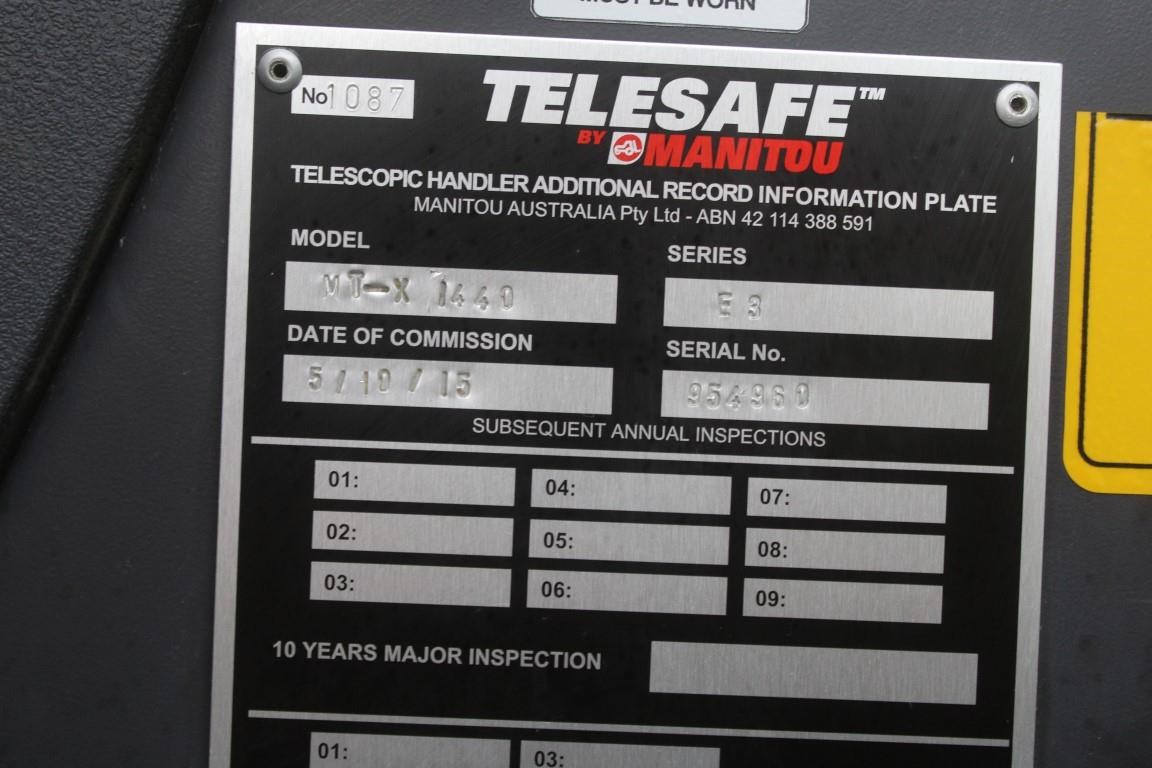 MUST BE WORN
No 1087
TELESAFE™
BY MANITOU
TELESCOPIC HANDLER ADDITIONAL RECORD INFORMATION PLATE
MANITOU AUSTRALIA Pty Ltd - ABN 42 114 388 591
MODEL
MT-X 1440
SERIES
E3
DATE OF COMMISSION
5/10/15
SERIAL No.
954960
SUBSEQUENT ANNUAL INSPECTIONS
01: 04: 07:
02: 05: 08:
03: 06: 09:
10 YEARS MAJOR INSPECTION
01: 03: